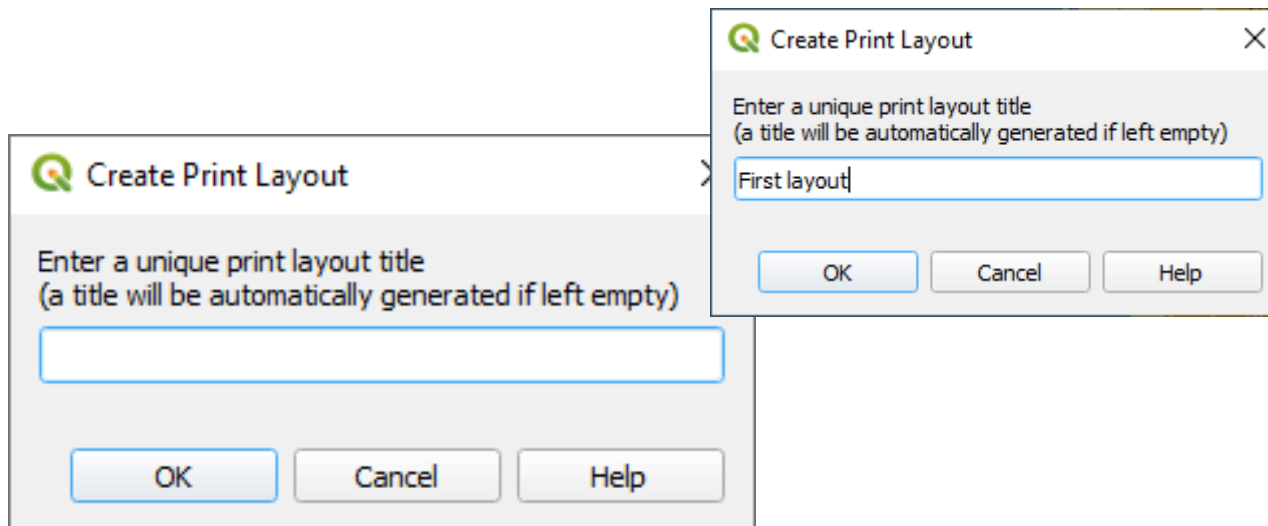 Create Print Layout
Enter a unique print layout title
(a title will be automatically generated if left empty)
OK
Cancel
Help
Create Print Layout
Enter a unique print layout title
(a title will be automatically generated if left empty)
First layout
OK
Cancel
Help